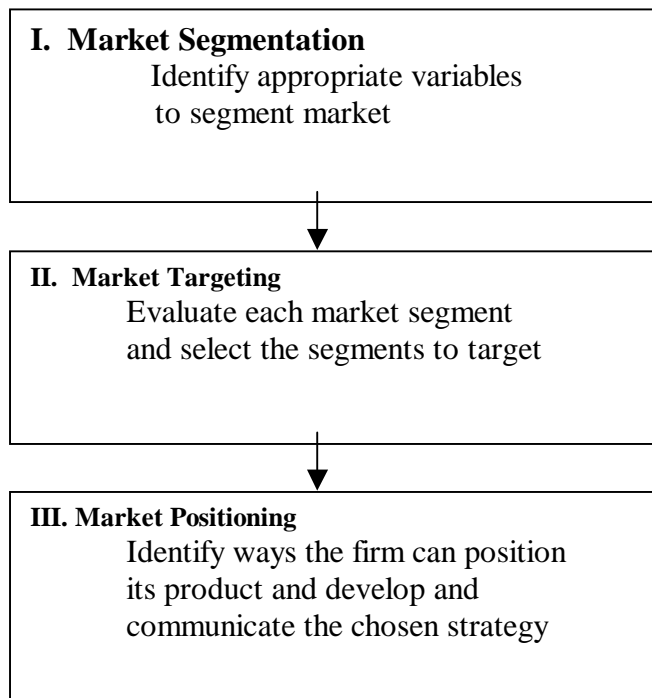 I. Market Segmentation
Identify appropriate variables
to segment market
II. Market Targeting
Evaluate each market segment
and select the segments to target
III. Market Positioning
Identify ways the firm can position
its product and develop and
communicate the chosen strategy